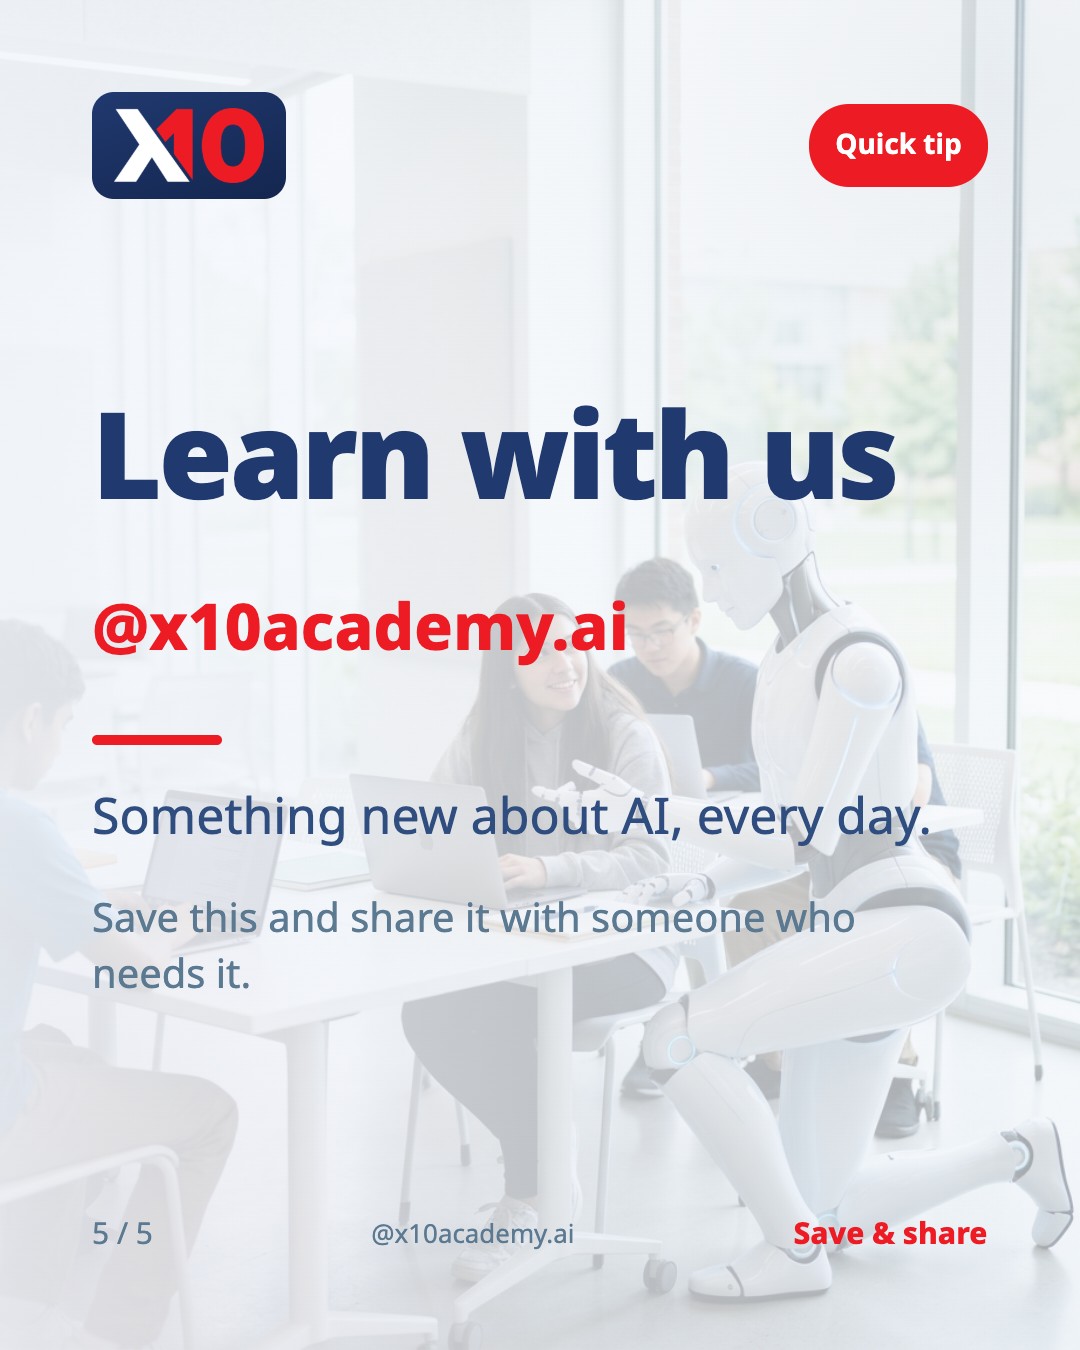 X10
Quick tip
Learn with us
@x10academy.ai
Something new about AI, every day.
Save this and share it with someone who
needs it.
5 / 5
@x10academy.ai
Save & share